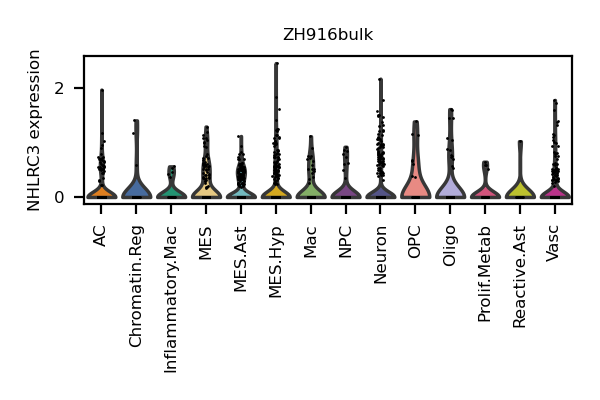 ZH916bulk
NHLRC3 expression
2
0
AC
Chromatin.Reg
Inflammatory.Mac
MES
MES.Ast
MES.Hyp
Mac
NPC
Neuron
OPC
Oligo
Prolif.Metab
Reactive.Ast
Vasc